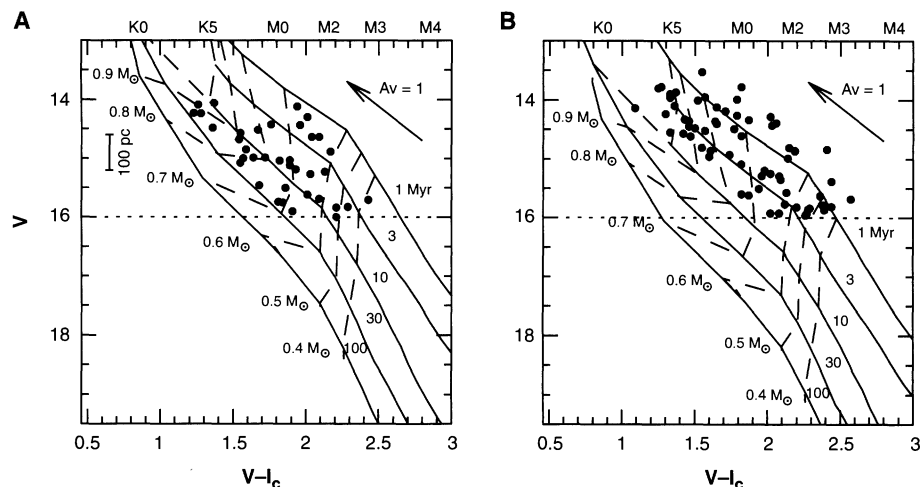 A
K0 K5 M0 M2 M3 M4
V
14
16
18
0.9 M⊙
0.8 M⊙
100 pc
0.7 M⊙
0.6 M⊙
0.5 M⊙
0.4 M⊙
Av = 1
1 Myr
3
10
30
100
0.5 1 1.5 2 2.5 3
V–Ic
B
K0 K5 M0 M2 M3 M4
V
14
16
18
0.9 M⊙
0.8 M⊙
0.7 M⊙
0.6 M⊙
0.5 M⊙
0.4 M⊙
Av = 1
1 Myr
3
10
30
100
0.5 1 1.5 2 2.5 3
V–Ic